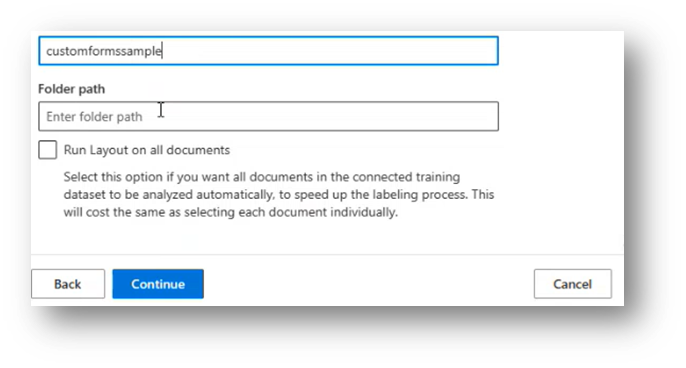 customformssample
Folder path
Enter folder path
Run Layout on all documents
Select this option if you want all documents in the connected training
dataset to be analyzed automatically, to speed up the labeling process. This
will cost the same as selecting each document individually.
Back Continue Cancel